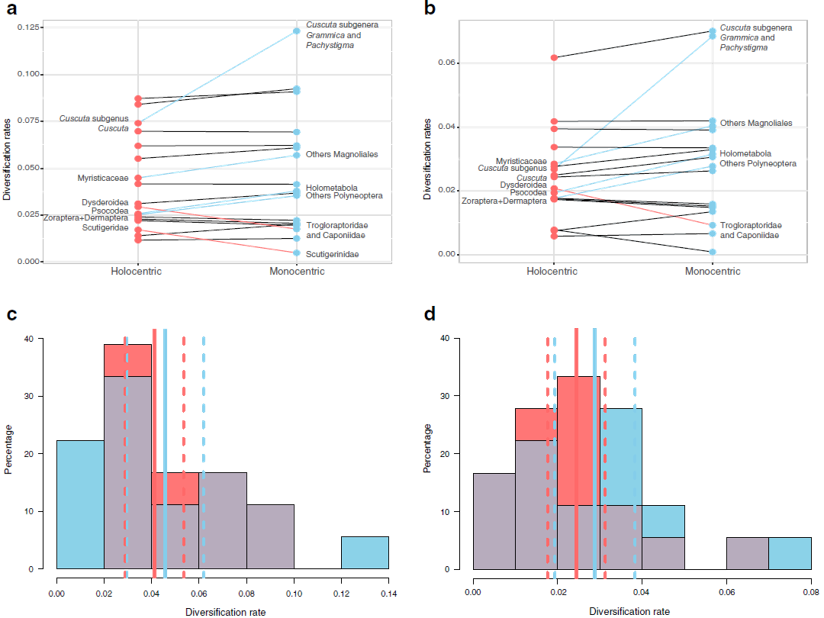 a
Diversification rates
0.125
0.100
0.075
0.050
0.025
0.000
Cuscuta subgenus
Cuscuta
Myristicaceae
Dysderoidea
Psocodea
Zoraptera+Dermaptera
Scutigeridae
Cuscuta subgenera
Grammica and
Pachystigma
Others Magnoliales
Holometabola
Others Polyneoptera
Trogloraptoridae
and Caponiidae
Scutigerinidae
Holocentric
Monocentric
b
Diversification rates
0.06
0.04
0.02
0.00
Myristicaceae
Cuscuta subgenus
Cuscuta
Dysderoidea
Psocodea
Zoraptera+Dermaptera
Cuscuta subgenera
Grammica and
Pachystigma
Others Magnoliales
Holometabola
Others Polyneoptera
Trogloraptoridae
and Caponiidae
Holocentric
Monocentric
c
Percentage
40
30
20
10
0
0.00 0.02 0.04 0.06 0.08 0.10 0.12 0.14
Diversification rate
d
Percentage
40
30
20
10
0
0.00 0.02 0.04 0.06 0.08
Diversification rate